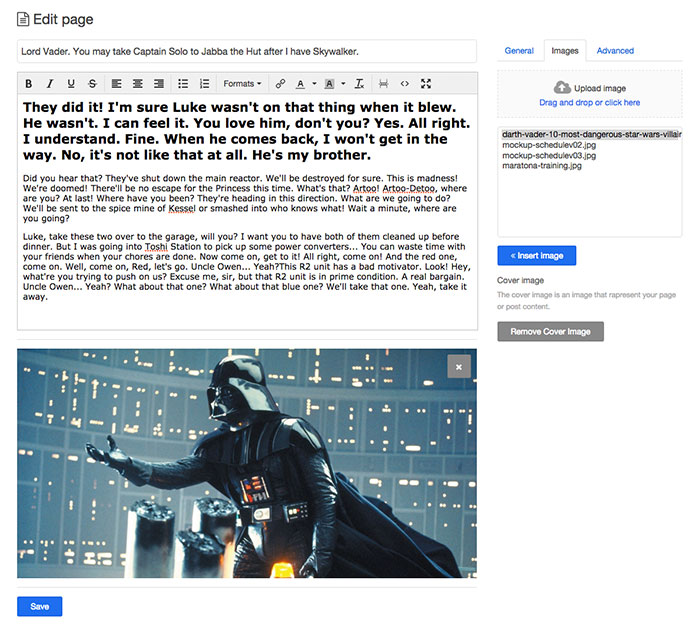 Edit page
Lord Vader. You may take Captain Solo to Jabba the Hut after I have Skywalker.
B I U S Formats A A
They did it! I'm sure Luke wasn't on that thing when it blew.
He wasn't. I can feel it. You love him, don't you? Yes. All right.
I understand. Fine. When he comes back, I won't get in the
way. No, it's not like that at all. He's my brother.
Did you hear that? They've shut down the main reactor. We'll be destroyed for sure. This is madness!
We're doomed! There'll be no escape for the Princess this time. What's that? Artoo! Artoo-Detoo, where
are you? At last! Where have you been? They're heading in this direction. What are we going to do?
We'll be sent to the spice mine of Kessel or smashed into who knows what! Wait a minute, where are
you going?
Luke, take these two over to the garage, will you? I want you to have both of them cleaned up before
dinner. But I was going into Toshi Station to pick up some power converters... You can waste time with
your friends when your chores are done. Now come on, get to it! All right, come on! And the red one,
come on. Well, come on, Red, let's go. Uncle Owen... Yeah?This R2 unit has a bad motivator. Look! Hey,
what're you trying to push on us? Excuse me, sir, but that R2 unit is in prime condition. A real bargain.
Uncle Owen... Yeah? What about that one? What about that blue one? We'll take that one. Yeah, take it
away.
Save
General Images Advanced
Upload image
Drag and drop or click here
darth-vader-10-most-dangerous-star-wars-villair
mockup-schedulev02.jpg
mockup-schedulev03.jpg
maratona-training.jpg
« Insert image
Cover image
The cover image is an image that rapresent your page
or post content.
Remove Cover Image